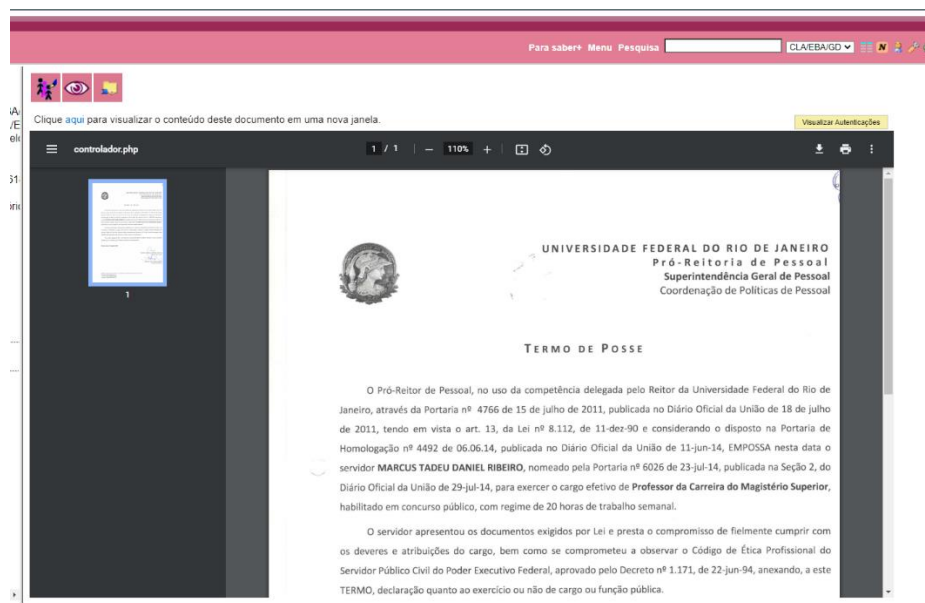 Para saber+ Menu Pesquisa CLA/EBA/GD
Clique aqui para visualizar o conteúdo deste documento em uma nova janela.
Visualizar Autenticações
controlador.php
1 / 1
110%
1
UNIVERSIDADE FEDERAL DO RIO DE JANEIRO
Pró-Reitoria de Pessoal
Superintendência Geral de Pessoal
Coordenação de Políticas de Pessoal
TERMO DE POSSE
O Pró-Reitor de Pessoal, no uso da competência delegada pelo Reitor da Universidade Federal do Rio de
Janeiro, através da Portaria nº 4766 de 15 de julho de 2011, publicada no Diário Oficial da União de 18 de julho
de 2011, tendo em vista o art. 13, da Lei nº 8.112, de 11-dez-90 e considerando o disposto na Portaria de
Homologação nº 4492 de 06.06.14, publicada no Diário Oficial da União de 11-jun-14, EMPOSSA nesta data o
servidor MARCUS TADEU DANIEL RIBEIRO, nomeado pela Portaria nº 6026 de 23-jul-14, publicada na Seção 2, do
Diário Oficial da União de 29-jul-14, para exercer o cargo efetivo de Professor da Carreira do Magistério Superior,
habilitado em concurso público, com regime de 20 horas de trabalho semanal.
O servidor apresentou os documentos exigidos por Lei e presta o compromisso de fielmente cumprir com
os deveres e atribuições do cargo, bem como se comprometeu a observar o Código de Ética Profissional do
Servidor Público Civil do Poder Executivo Federal, aprovado pelo Decreto nº 1.171, de 22-jun-94, anexando, a este
TERMO, declaração quanto ao exercício ou não de cargo ou função pública.